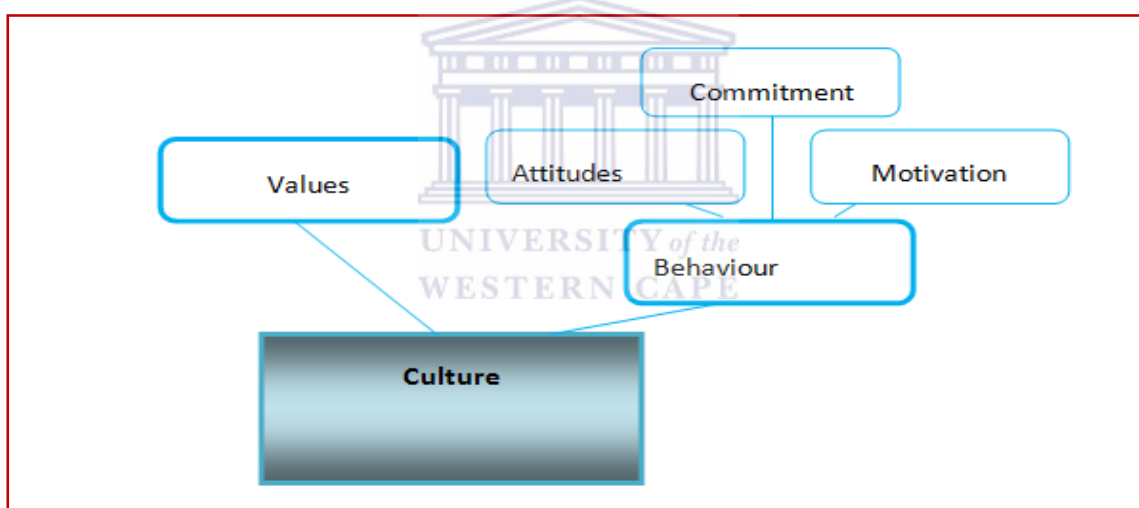 Commitment
Attitudes
Motivation
Values
UNIVERSITY of the
WESTERN CAPE
Behaviour
Culture